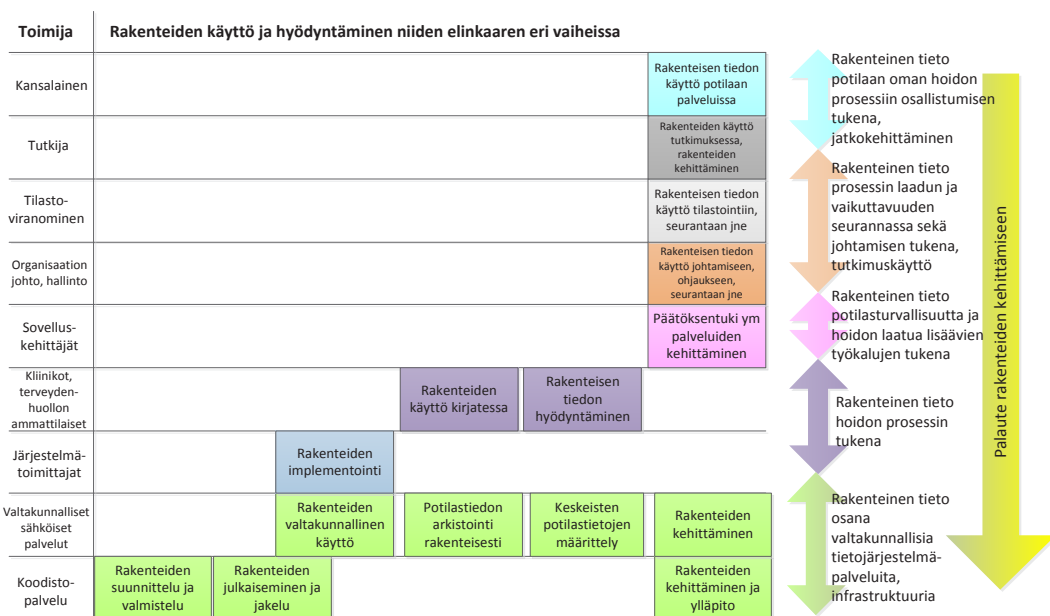 Toimija
Rakenteiden käyttö ja hyödyntäminen niiden elinkaaren eri vaiheissa
Kansalainen
Rakenteisen tiedon
käyttö potilaan
palveluissa
Tutkija
Rakenteiden käyttö
tutkimuksessa,
rakenteiden
kehittäminen
Tilasto-
viranominen
Rakenteisen tiedon
käyttö tilastointiin,
seurantaan jne
Organisaation
johto, hallinto
Rakenteisen tiedon
käyttö johtamiseen,
ohjaukseen,
seurantaan jne
Sovellus-
kehittäjät
Päätöksentuki ym
palveluiden
kehittäminen
Kliinikot,
terveyden-
huollon
ammattilaiset
Rakenteiden
käyttö kirjatessa
Rakenteisen
tiedon
hyödyntäminen
Järjestelmä-
toimittajat
Rakenteiden
implementointi
Valtakunnalliset
sähköiset
palvelut
Rakenteiden
valtakunnallinen
käyttö
Potilastiedon
arkistointi
rakenteisesti
Keskeisten
potilastietojen
määrittely
Rakenteiden
kehittäminen
Koodisto-
palvelu
Rakenteiden
suunnittelu ja
valmistelu
Rakenteiden
julkaiseminen ja
jakelu
Rakenteiden
kehittäminen ja
ylläpito
Rakenteinen tieto
potilaan oman hoidon
prosessiin osallistumisen
tukena,
jatkokehittäminen
Rakenteinen tieto
prosessin laadun ja
vaikuttavuuden
seurannassa sekä
johtamisen tukena,
tutkimuskäyttö
Rakenteinen tieto
potilasturvallisuutta ja
hoidon laatua lisäävien
työkalujen tukena
Rakenteinen tieto
hoidon prosessin
tukena
Rakenteinen tieto
osana
valtakunnallisia
tietojärjestelmä-
palveluita,
infrastruktuuria
Palaute rakenteiden kehittämiseen